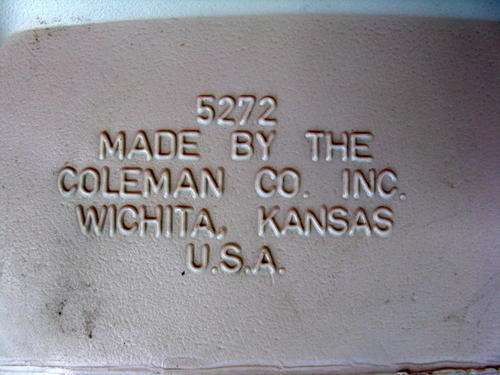 5272
MADE BY THE
COLEMAN CO. INC.
WICHITA, KANSAS
U.S.A.